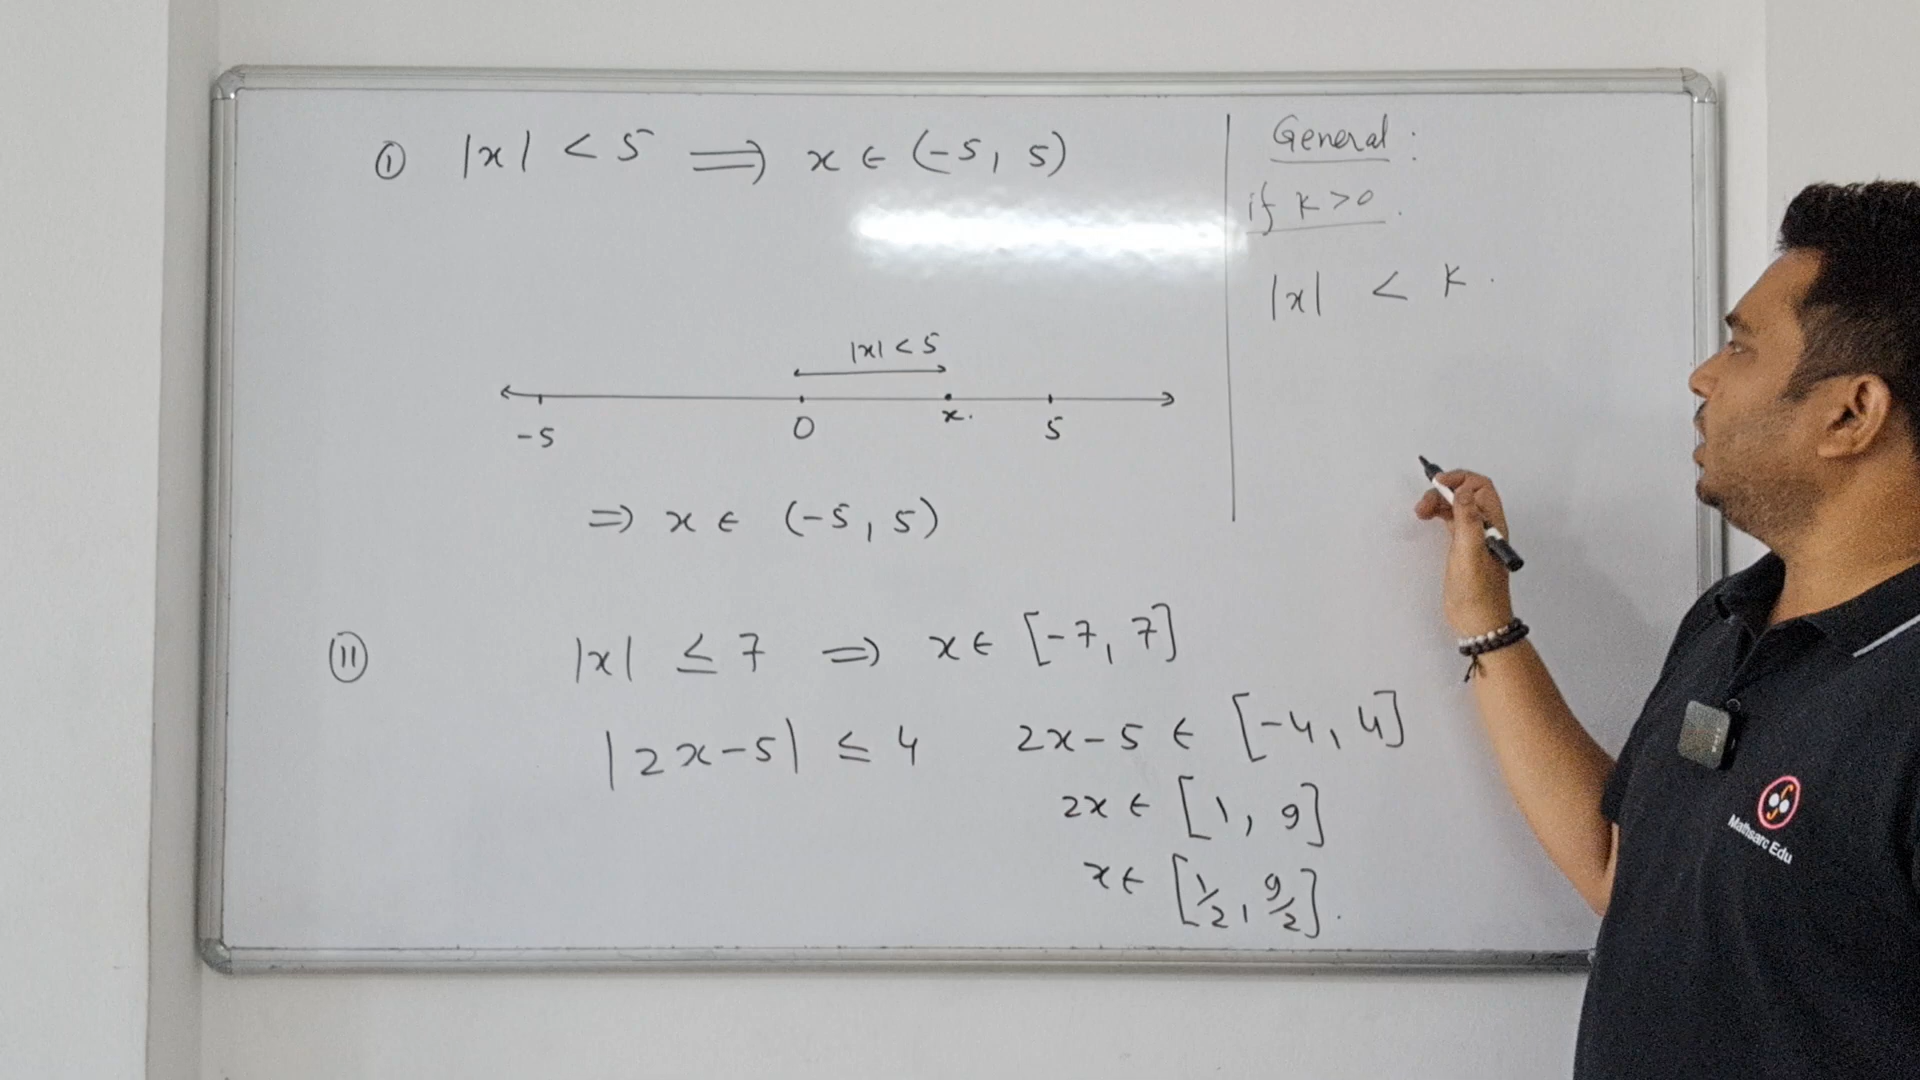 ① |x| < 5 ⟹ x ∈ (-5, 5)
|x| < 5
-5 0 x. 5
⇒ x ∈ (-5, 5)
General :
if k > 0.
|x| < k.
⑪ |x| ≤ 7 ⇒ x ∈ [-7, 7]
|2x-5| ≤ 4 2x-5 ∈ [-4, 4]
2x ∈ [1, 9]
x ∈ [1/2, 9/2].
Mathsarc Edu